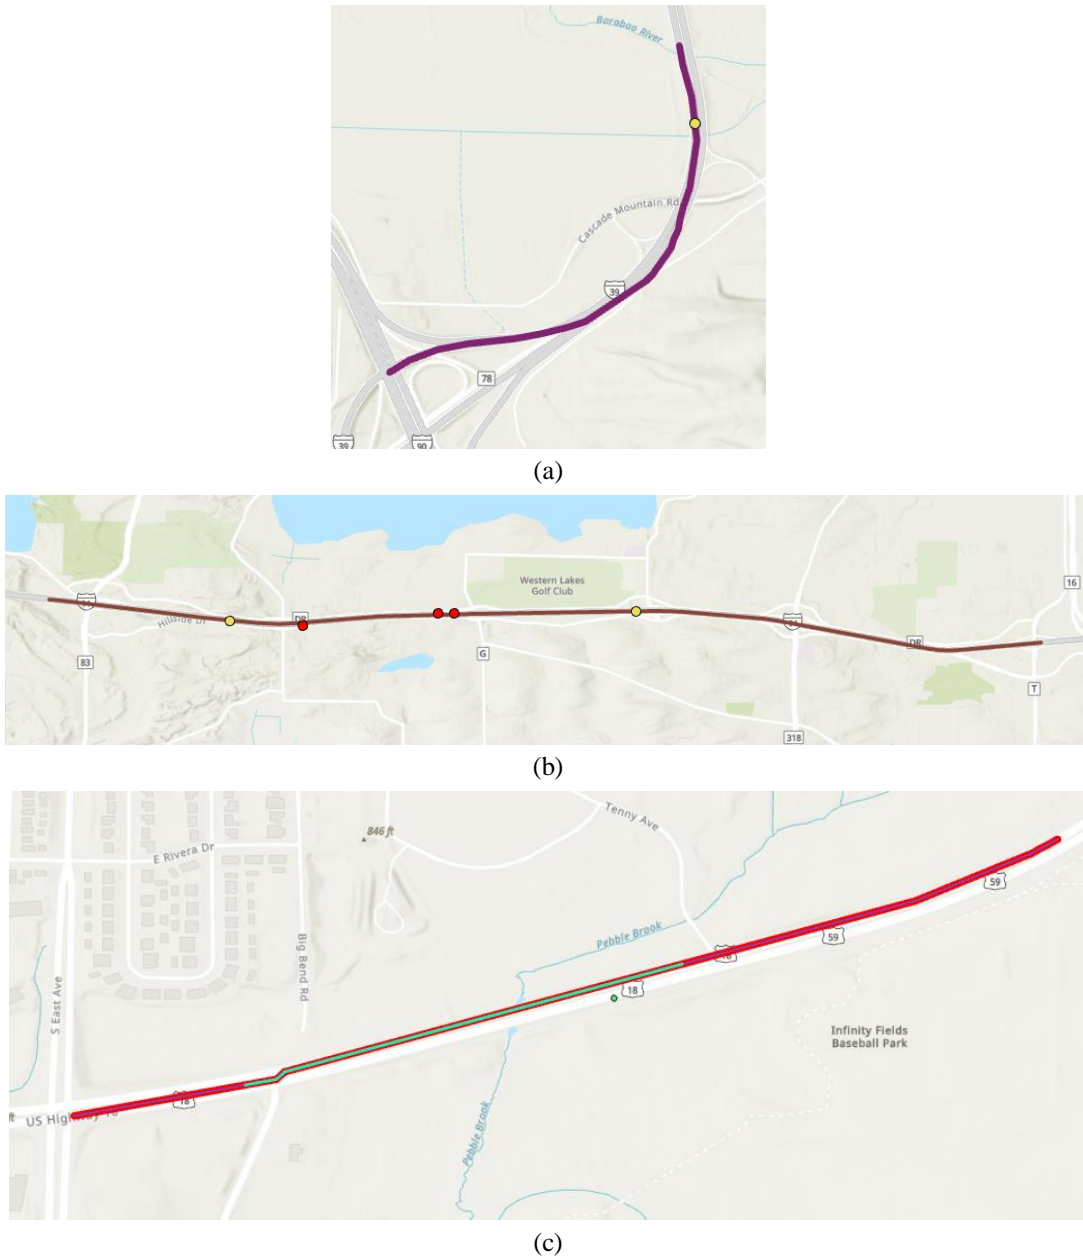 Baraboo River
Cascade Mountain Rd
39
78
39
90
(a)
Western Lakes
Golf Club
16
DR
Hillside Dr
DR
83
G
T
318
(b)
846 ft
Tenny Ave
E Rivera Dr
59
Pebble Brook
59
18
Big Bend Rd
18
S East Ave
Infinity Fields
Baseball Park
18
US Highway 18
ft
Pebble Brook
(c)